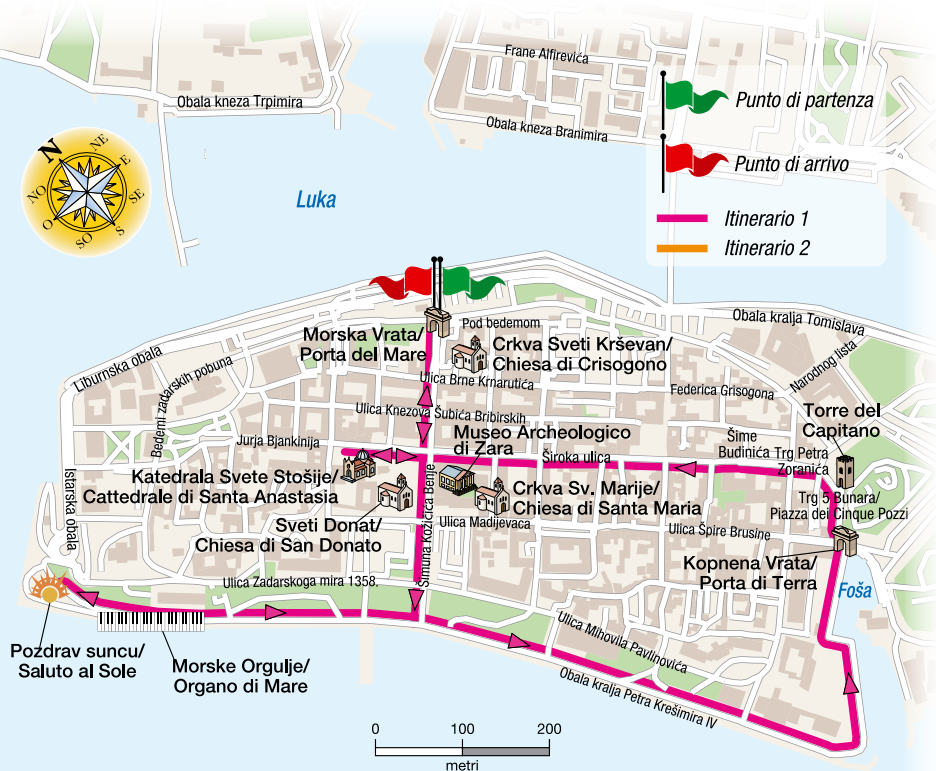 Frane Alfirevića
Obala kneza Trpimira
Obala kneza Branimira
Punto di partenza
Punto di arrivo
Itinerario 1
Itinerario 2
N
NE
E
SE
S
SO
O
NO
Luka
Morska Vrata/
Porta del Mare
Pod bedemom
Crkva Sveti Krševan/
Chiesa di Crisogono
Obala kralja Tomislava
Narodnog lista
Liburnska obala
Bedemi zadarskih pobuna
Ulica Brne Krnarutića
Federica Grisogona
Ulica Knezova Šubića Bribirskih
Torre del
Capitano
Jurja Bjankinija
Museo Archeologico
di Zara
Široka ulica
Šime
Budinića
Trg Petra
Zoranića
Istarska obala
Katedrala Svete Stošije/
Cattedrale di Santa Anastasia
Crkva Sv. Marije/
Chiesa di Santa Maria
Trg 5 Bunara/
Piazza dei Cinque Pozzi
Sveti Donat/
Chiesa di San Donato
Šimuna Kožičića Benje
Ulica Madijevaca
Ulica Špire Brusine
Kopnena Vrata/
Porta di Terra
Foša
Ulica Zadarskoga mira 1358.
Pozdrav suncu/
Saluto al Sole
Morske Orgulje/
Organo di Mare
Ulica Mihovila Pavlinovića
Obala kralja Petra Krešimira IV
0 100 200
metri